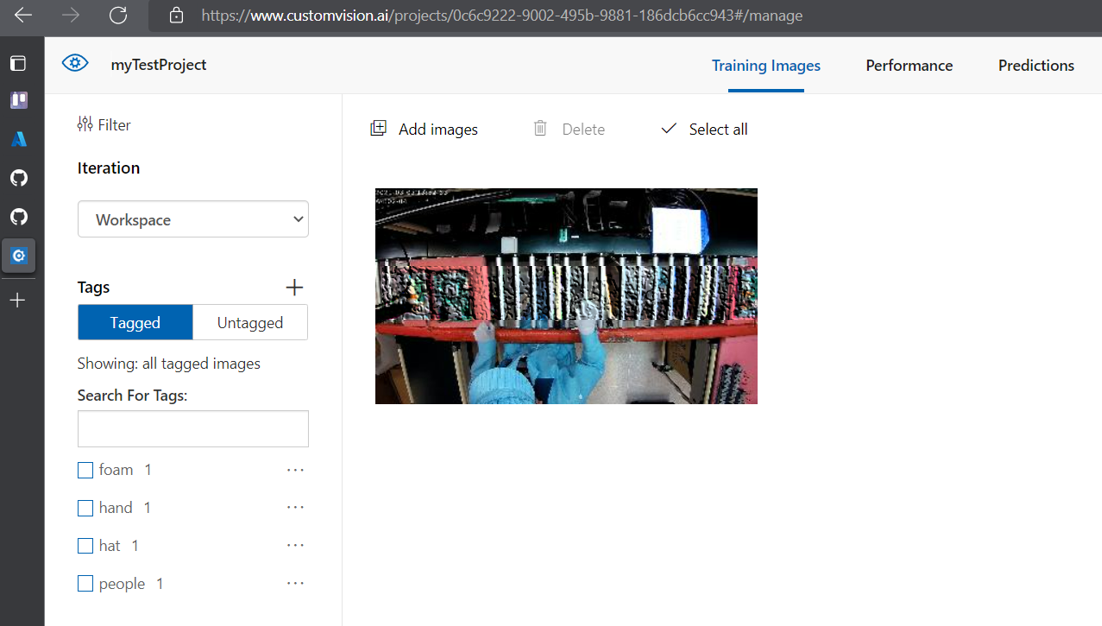 https://www.customvision.ai/projects/0c6c9222-9002-495b-9881-186dcb6cc943#/manage
myTestProject
Training Images
Performance
Predictions
Filter
Add images
Delete
Select all
Iteration
Workspace
Tags
Tagged
Untagged
Showing: all tagged images
Search For Tags:
foam 1
hand 1
hat 1
people 1